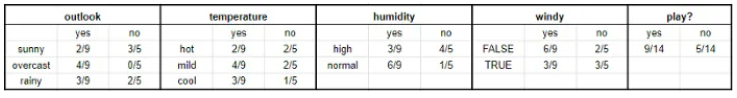 outlook temperature humidity windy play?
yes no yes no yes no yes no yes no
sunny 2/9 3/5 hot 2/9 2/5 high 3/9 4/5 FALSE 6/9 2/5 9/14 5/14
overcast 4/9 0/5 mild 4/9 2/5 normal 6/9 1/5 TRUE 3/9 3/5
rainy 3/9 2/5 cool 3/9 1/5